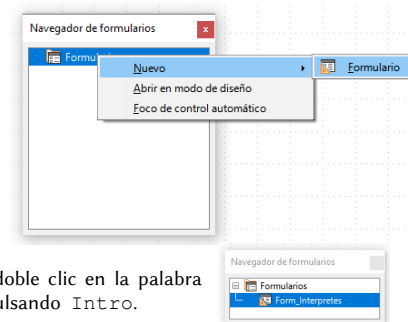 Navegador de formularios
x
Nuevo
Formulario
Abrir en modo de diseño
Foco de control automático
doble clic en la palabra
ulsando Intro.
Navegador de formularios
Formularios
Form_Interpretes